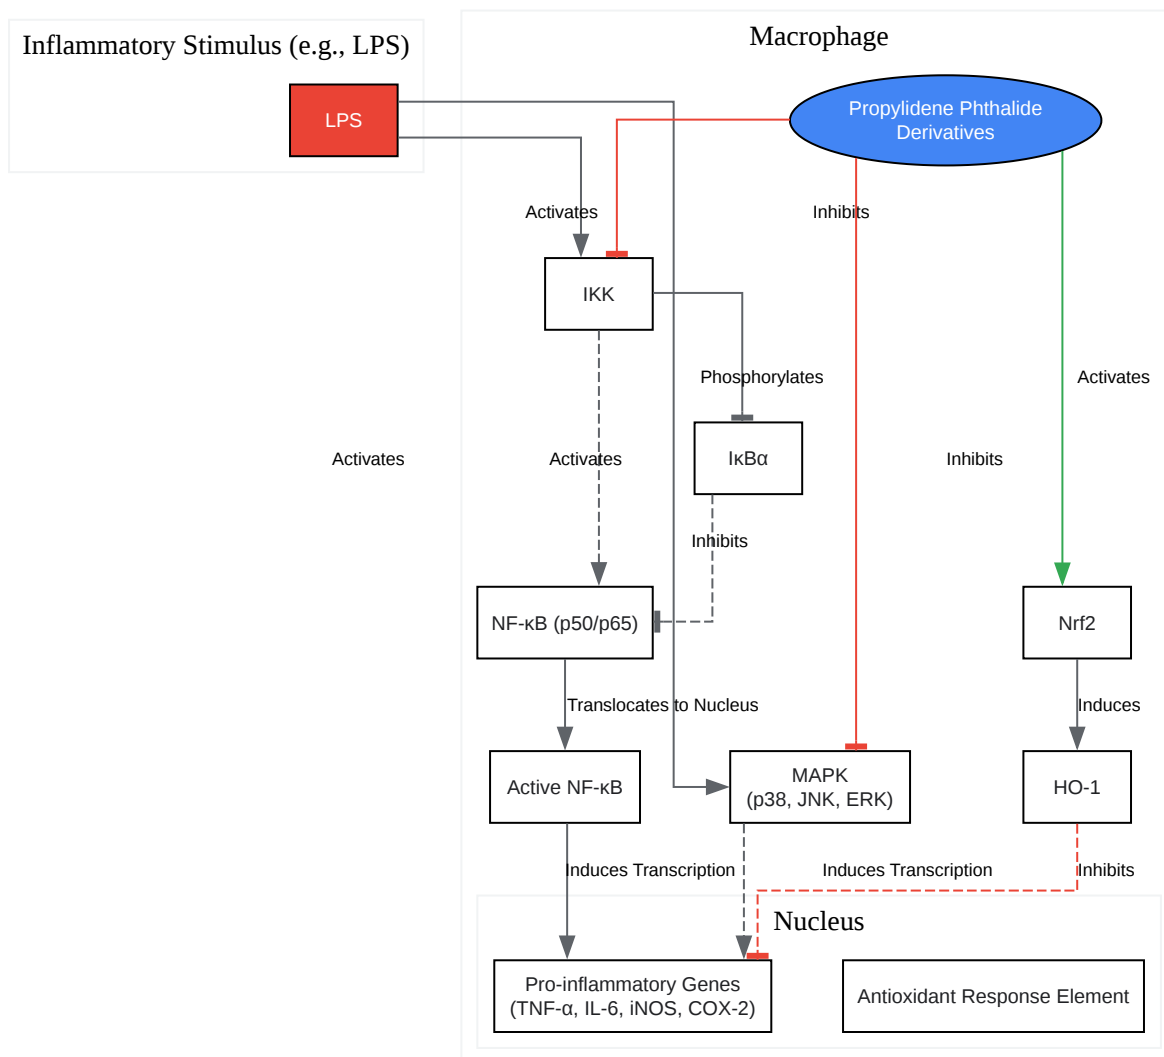 Inflammatory Stimulus (e.g., LPS)
Macrophage
LPS
Propylidene Phthalide
Derivatives
Activates
Inhibits
IKK
Phosphorylates
Activates
Activates
Activates
IκBα
Inhibits
Inhibits
NF-κB (p50/p65)
Nrf2
Translocates to Nucleus
Induces
Active NF-κB
MAPK
(p38, JNK, ERK)
HO-1
Induces Transcription
Induces Transcription
Inhibits
Nucleus
Pro-inflammatory Genes
(TNF-α, IL-6, iNOS, COX-2)
Antioxidant Response Element